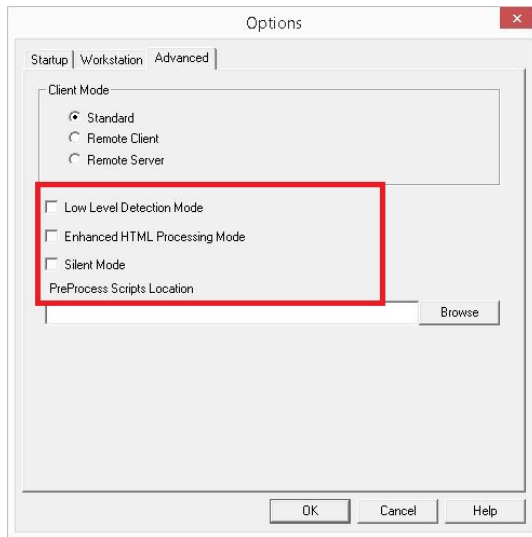 Options
Startup Workstation Advanced
Client Mode
Standard
Remote Client
Remote Server
Low Level Detection Mode
Enhanced HTML Processing Mode
Silent Mode
PreProcess Scripts Location
Browse
OK Cancel Help